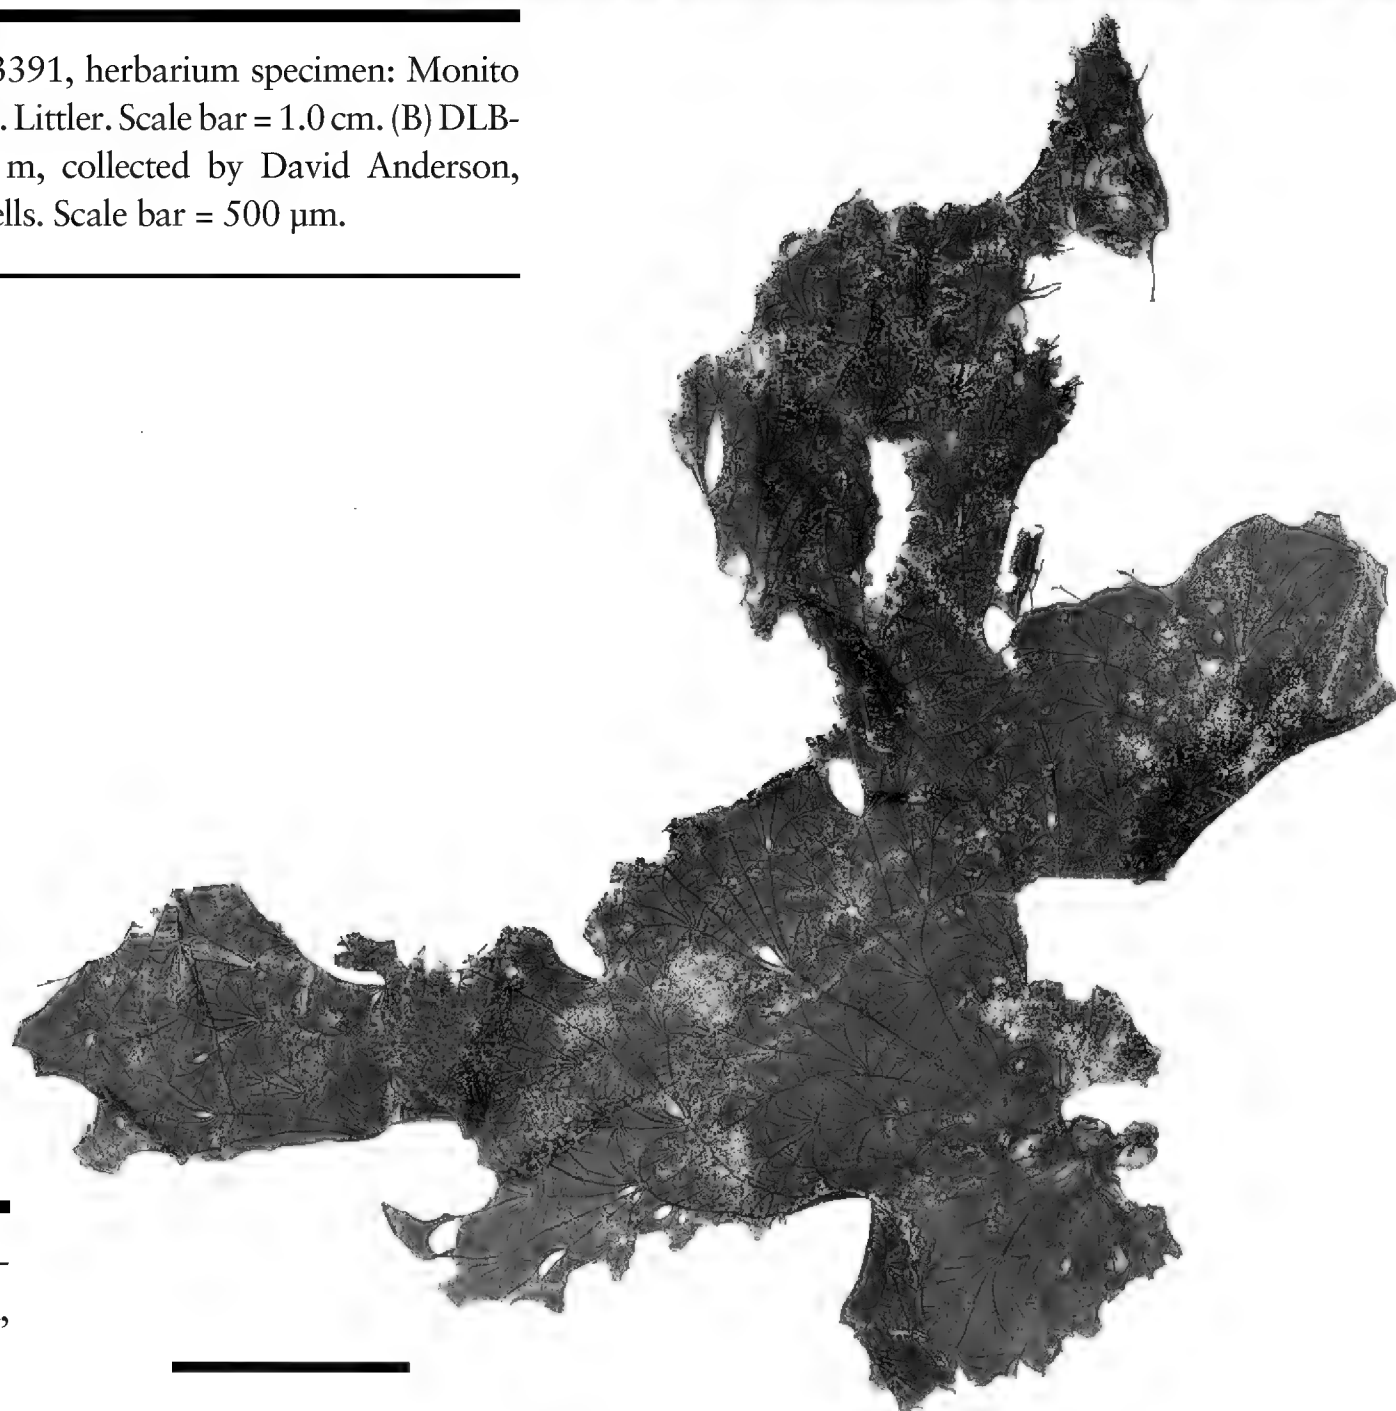 3391, herbarium specimen: Monito
. Littler. Scale bar = 1.0 cm. (B) DLB-
m, collected by David Anderson,
ells. Scale bar = 500 µm.
–
,